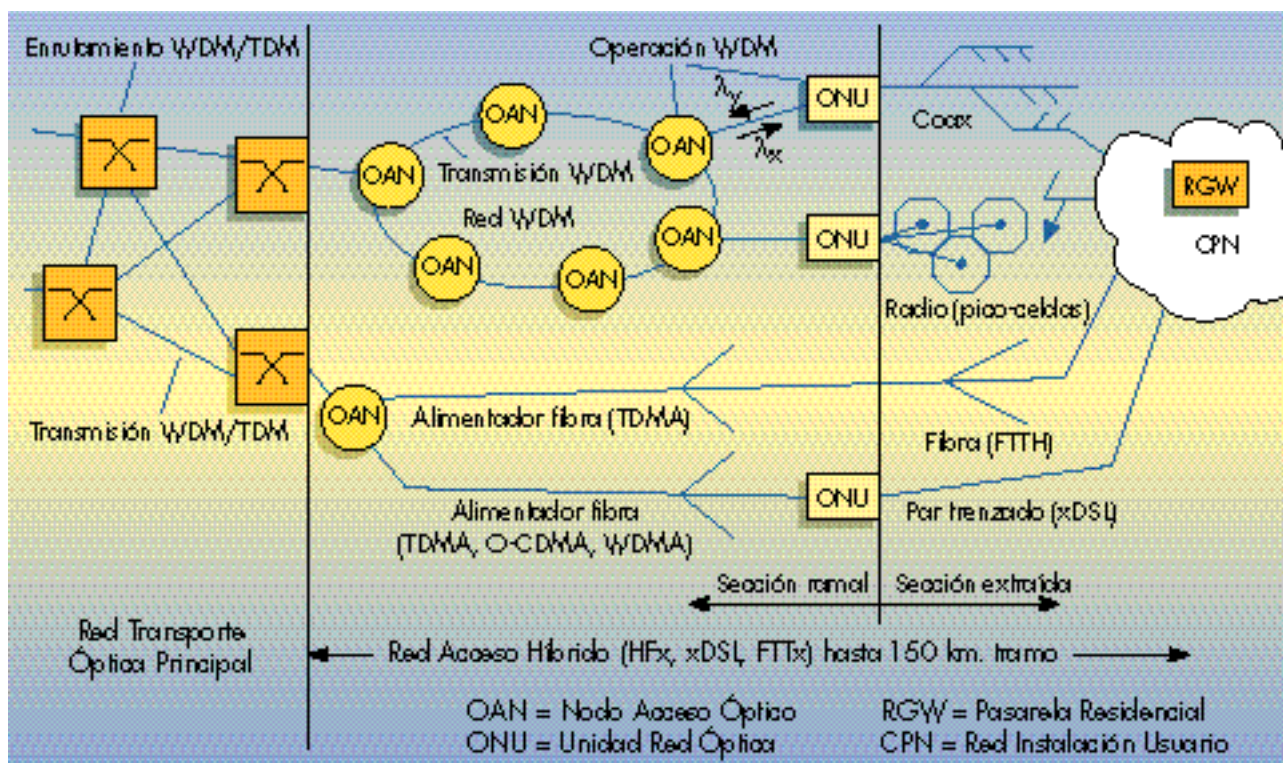 Enrutamiento WDM/TDM
Operación WDM
ONU
OAN
λy
λx
Coax
OAN
OAN
Transmisión WDM
RGW
Red WDM
CPN
OAN
ONU
OAN
OAN
Radio (pico-celdas)
OAN
Alimentador fibra (TDMA)
Transmisión WDM/TDM
Fibra (FTTH)
ONU
Alimentador fibra
(TDMA, O-CDMA, WDMA)
Par trenzado (xDSL)
Sección ramal
Sección extraída
Red Transporte
Óptica Principal
Red Acceso Híbrido (HFx, xDSL, FTTx) hasta 150 km. tramo
OAN = Nodo Acceso Óptico
RGW = Pasarela Residencial
ONU = Unidad Red Óptica
CPN = Red Instalación Usuario